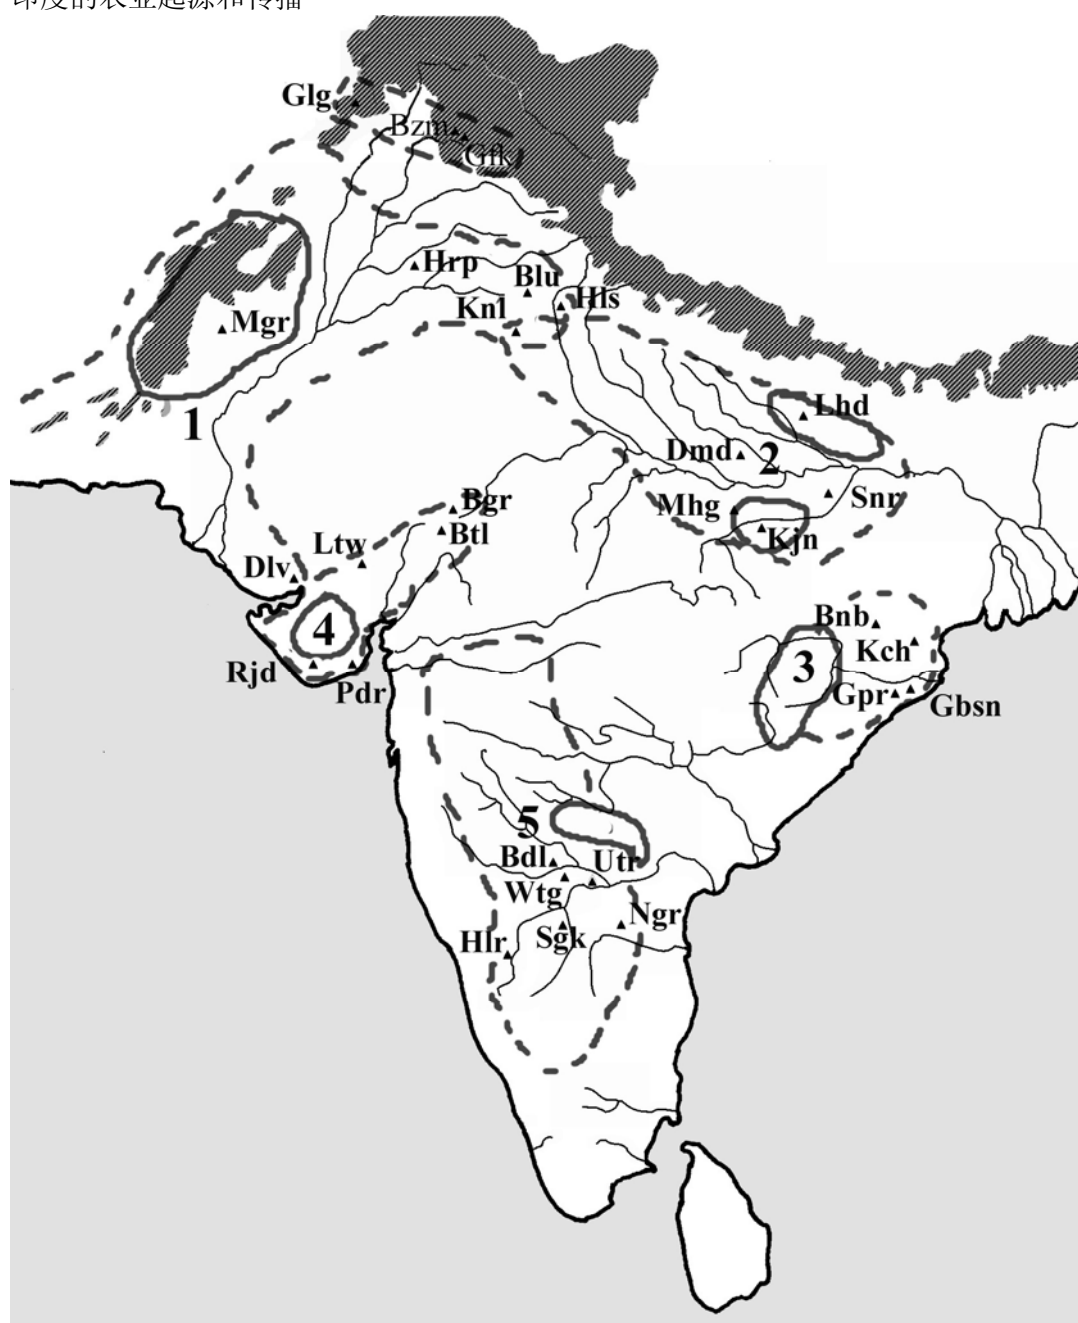 印度的农业起源和传播
Glg
Bzm
Gfk
Hrp
Blu
Hls
Knl
Mgr
1
Lhd
Dmd
2
Snr
Mhg
Kjn
Bgr
Btl
Ltw
Dlv
4
Rjd
Pdr
Bnb
Kch
3
Gpr
Gbsn
5
Bdl
Utr
Wtg
Ngr
Sgk
Hlr